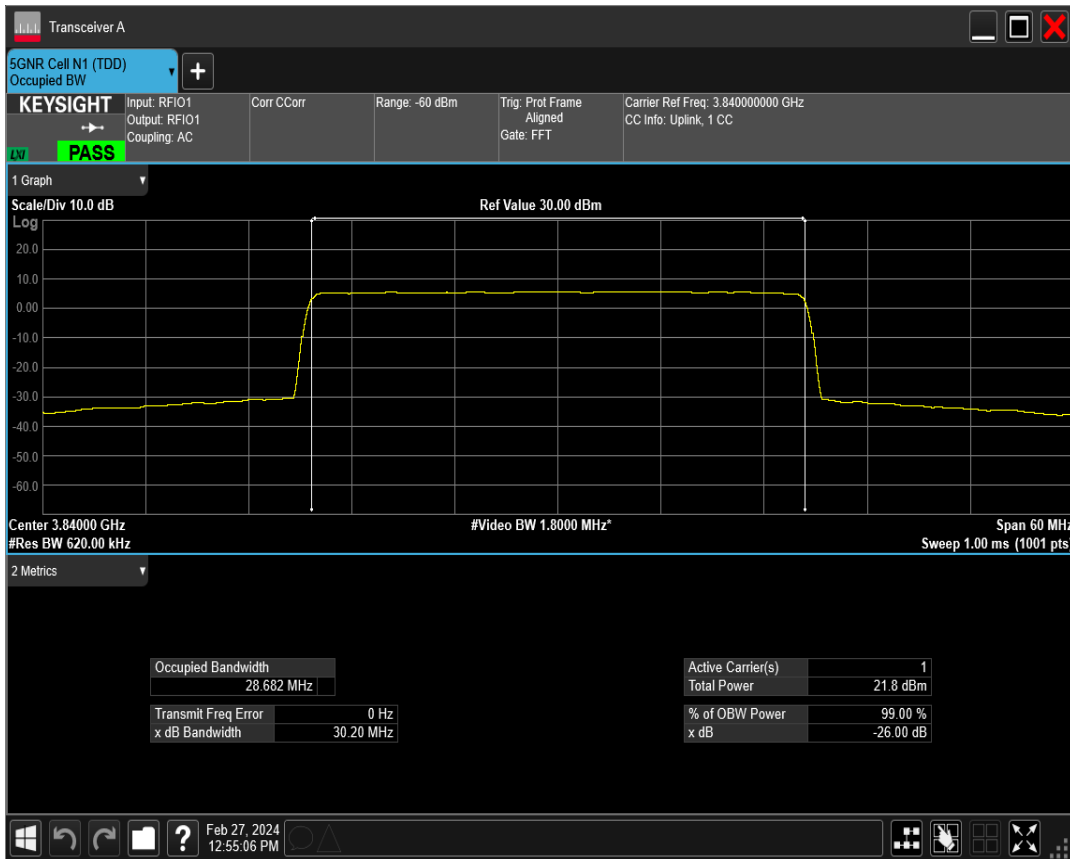 Transceiver A
5GNR Cell N1 (TDD)
Occupied BW
+
KEYSIGHT
LXI
PASS
Input: RFIO1
Output: RFIO1
Coupling: AC
Corr CCorr
Range: -60 dBm
Trig: Prot Frame
Aligned
Gate: FFT
Carrier Ref Freq: 3.840000000 GHz
CC Info: Uplink, 1 CC
1 Graph
Scale/Div 10.0 dB
Ref Value 30.00 dBm
Log
20.0
10.0
0.00
-10.0
-20.0
-30.0
-40.0
-50.0
-60.0
Center 3.84000 GHz
#Video BW 1.8000 MHz*
Span 60 MHz
#Res BW 620.00 kHz
Sweep 1.00 ms (1001 pts)
2 Metrics
Occupied Bandwidth
28.682 MHz
Transmit Freq Error 0 Hz
x dB Bandwidth 30.20 MHz
Active Carrier(s) 1
Total Power 21.8 dBm
% of OBW Power 99.00 %
x dB -26.00 dB
?
Feb 27, 2024
12:55:06 PM